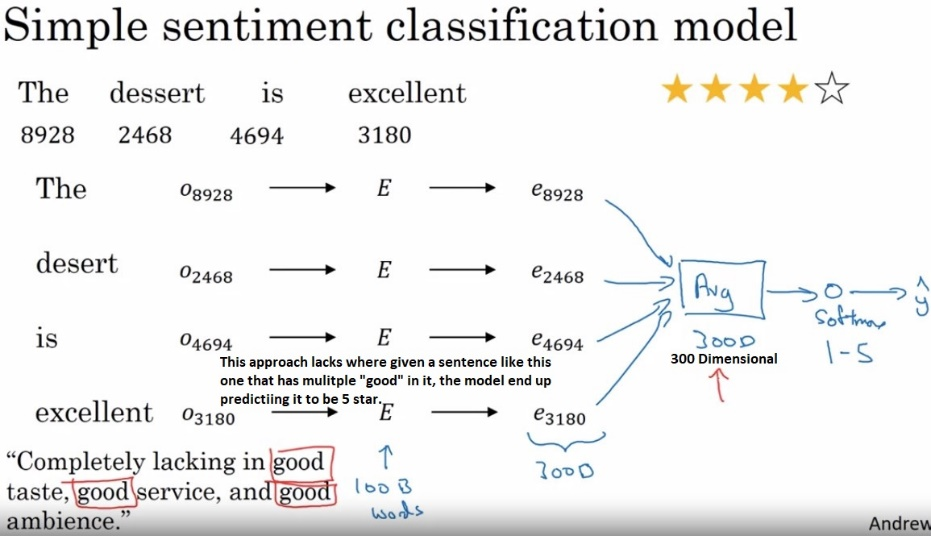 Simple sentiment classification model
The dessert is excellent
8928 2468 4694 3180
The o8928 E e8928
desert o2468 E e2468
Avg
ŷ
Softmax
is o4694 E e4694
300D
1-5
300 Dimensional
This approach lacks where given a sentence like this
one that has mulitple "good" in it, the model end up
predictiing it to be 5 star.
excellent o3180 E e3180
300D
"Completely lacking in good
taste, good service, and good
ambience."
100B
words
Andrew